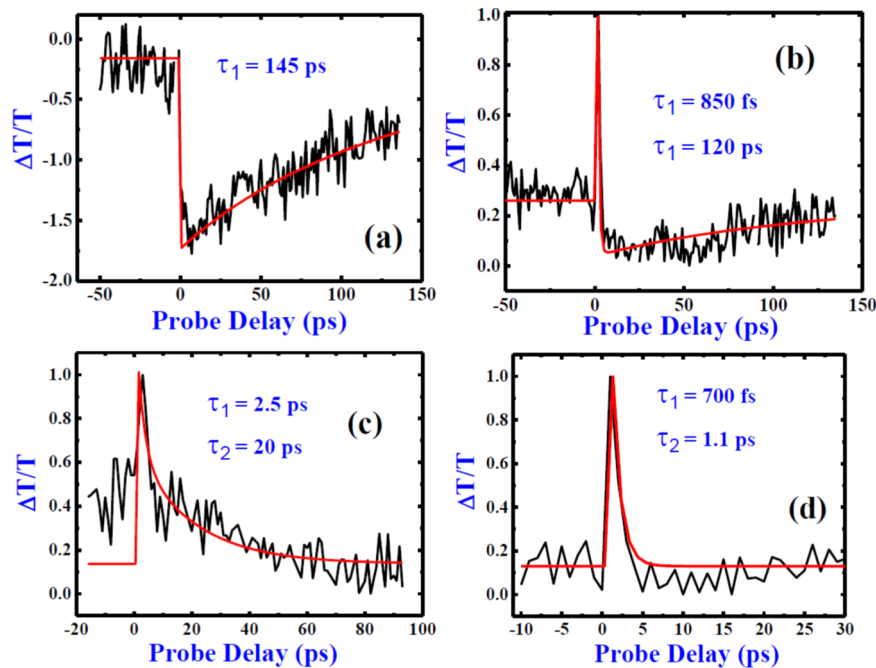 ΔT/T
0.0
-0.5
-1.0
-1.5
-2.0
τ1 = 145 ps
(a)
-50 0 50 100 150
Probe Delay (ps)
ΔT/T
1.0
0.8
0.6
0.4
0.2
0.0
(b)
τ1 = 850 fs
τ1 = 120 ps
-50 0 50 100 150
Probe Delay (ps)
ΔT/T
1.0
0.8
0.6
0.4
0.2
0.0
τ1 = 2.5 ps
τ2 = 20 ps
(c)
-20 0 20 40 60 80 100
Probe Delay (ps)
ΔT/T
1.0
0.8
0.6
0.4
0.2
0.0
τ1 = 700 fs
τ2 = 1.1 ps
(d)
-10 -5 0 5 10 15 20 25 30
Probe Delay (ps)